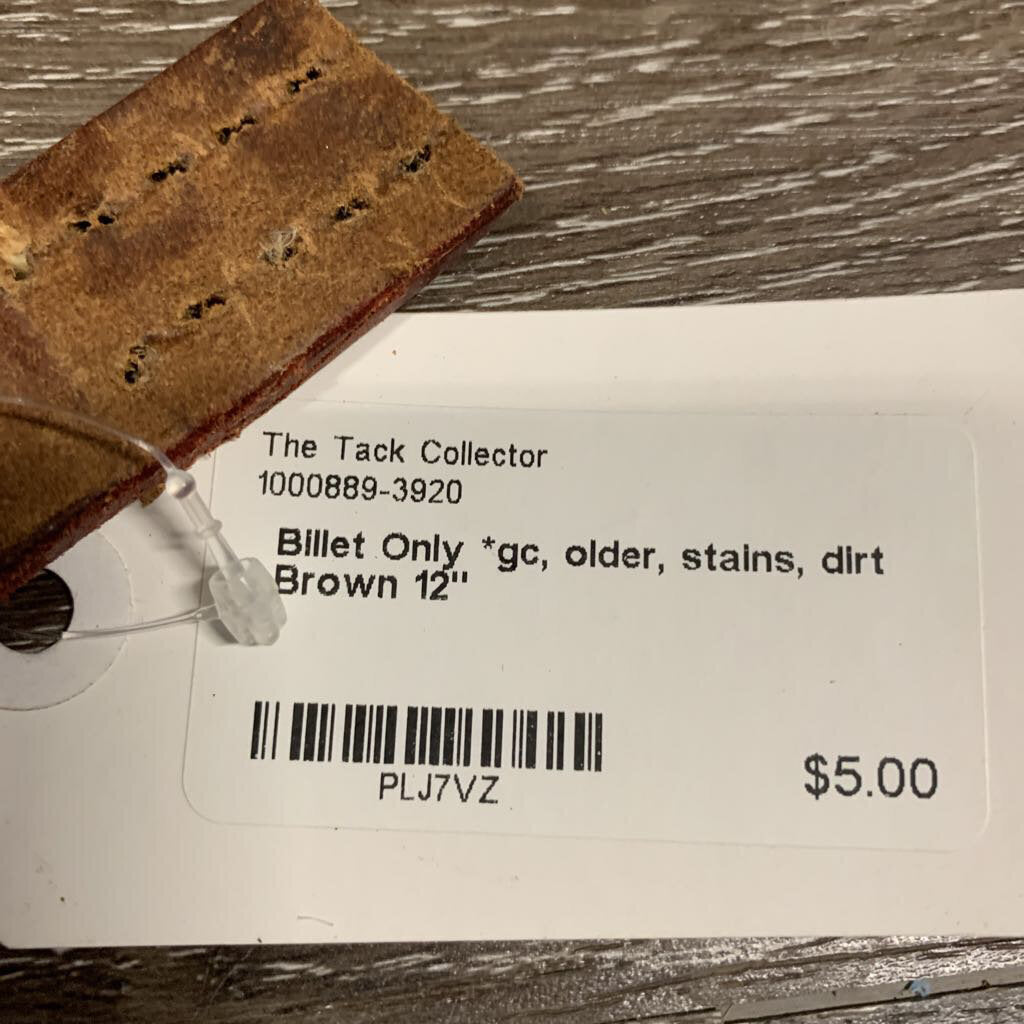 The Tack Collector
1000889-3920
Billet Only *gc, older, stains, dirt
Brown 12"
PLJ7VZ
$5.00